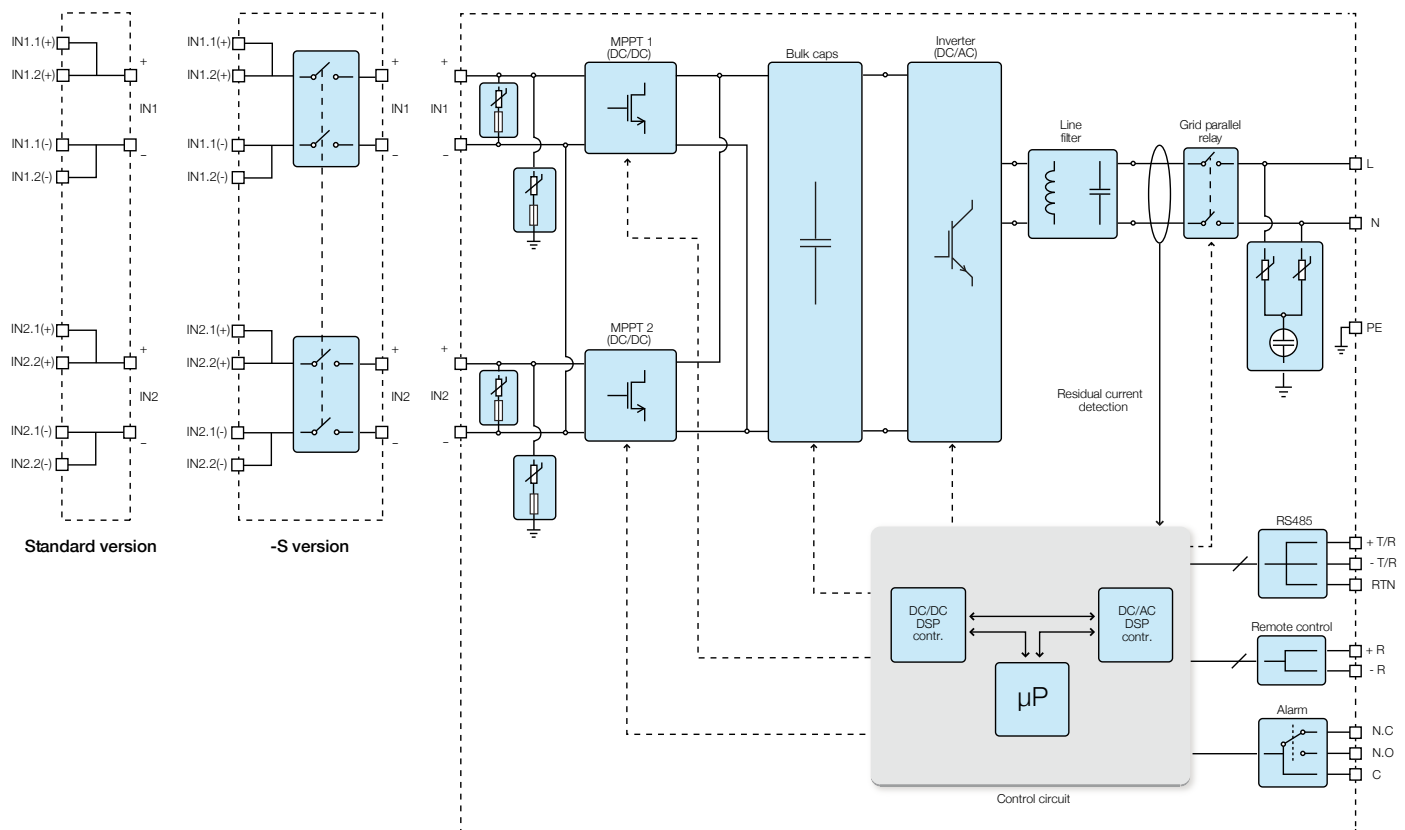 IN1.1(+)
IN1.2(+)
+
IN1
IN1.1(-)
–
IN1.2(-)
IN2.1(+)
IN2.2(+)
+
IN2
IN2.1(-)
–
IN2.2(-)
Standard version
IN1.1(+)
IN1.2(+)
+
IN1
IN1.1(-)
–
IN1.2(-)
IN2.1(+)
IN2.2(+)
+
IN2
IN2.1(-)
–
IN2.2(-)
-S version
+
IN1
–
+
IN2
–
MPPT 1
(DC/DC)
MPPT 2
(DC/DC)
Bulk caps
Inverter
(DC/AC)
Line
filter
Grid parallel
relay
L
N
PE
Residual current
detection
DC/DC
DSP
contr.
DC/AC
DSP
contr.
µP
Control circuit
RS485
+ T/R
- T/R
RTN
Remote control
+ R
- R
Alarm
N.C
N.O
C